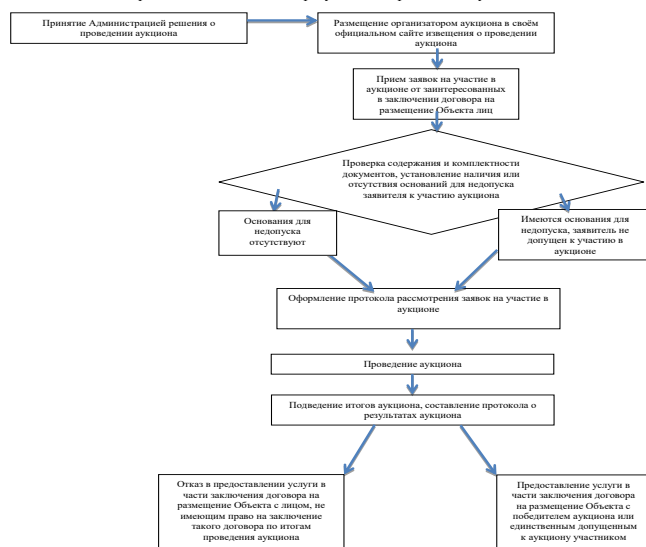 Принятие Администрацией решения о
проведении аукциона
Размещение организатором аукциона в своём
официальном сайте извещения о проведении
аукциона
Прием заявок на участие в
аукционе от заинтересованных
в заключении договора на
размещение Объекта лиц
Проверка содержания и комплектности
документов, установление наличия или
отсутствия оснований для недопуска
заявителя к участию аукциона
Основания для
недопуска
отсутствуют
Имеются основания для
недопуска, заявитель не
допущен к участию в
аукционе
Оформление протокола рассмотрения заявок на участие в
аукционе
Проведение аукциона
Подведение итогов аукциона, составление протокола о
результатах аукциона
Отказ в предоставлении услуги в
части заключения договора на
размещение Объекта с лицом, не
имеющим право на заключение
такого договора по итогам
проведения аукциона
Предоставление услуги в
части заключения договора
на размещение Объекта с
победителем аукциона или
единственным допущенным
к аукциону участником